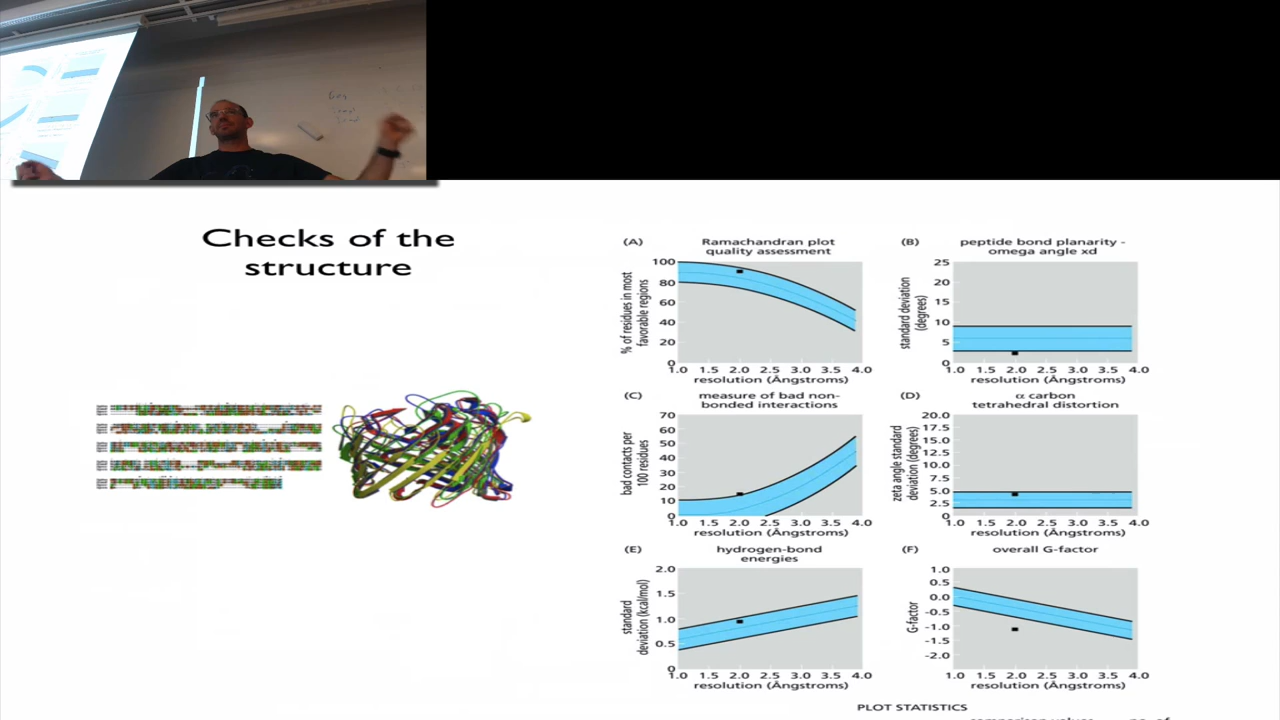 Checks of the
structure
(A)
Ramachandran plot
quality assessment
% of residues in most
favorable regions
100
80
60
40
20
0
1.0 1.5 2.0 2.5 3.0 3.5 4.0
resolution (Ångstroms)
(B)
peptide bond planarity -
omega angle xd
standard deviation
(degrees)
25
20
15
10
5
0
1.0 1.5 2.0 2.5 3.0 3.5 4.0
resolution (Ångstroms)
(C)
measure of bad non-
bonded interactions
bad contacts per
100 residues
70
60
50
40
30
20
10
0
1.0 1.5 2.0 2.5 3.0 3.5 4.0
resolution (Ångstroms)
(D)
α carbon
tetrahedral distortion
zeta angle standard
deviation (degrees)
20.0
17.5
15.0
12.5
10.0
7.5
5.0
2.5
0
1.0 1.5 2.0 2.5 3.0 3.5 4.0
resolution (Ångstroms)
(E)
hydrogen-bond
energies
standard
deviation (kcal/mol)
2.0
1.5
1.0
0.5
0
1.0 1.5 2.0 2.5 3.0 3.5 4.0
resolution (Ångstroms)
(F)
overall G-factor
G-factor
1.0
0.5
0.0
-0.5
-1.0
-1.5
-2.0
1.0 1.5 2.0 2.5 3.0 3.5 4.0
resolution (Ångstroms)
PLOT STATISTICS
comparison values no. of